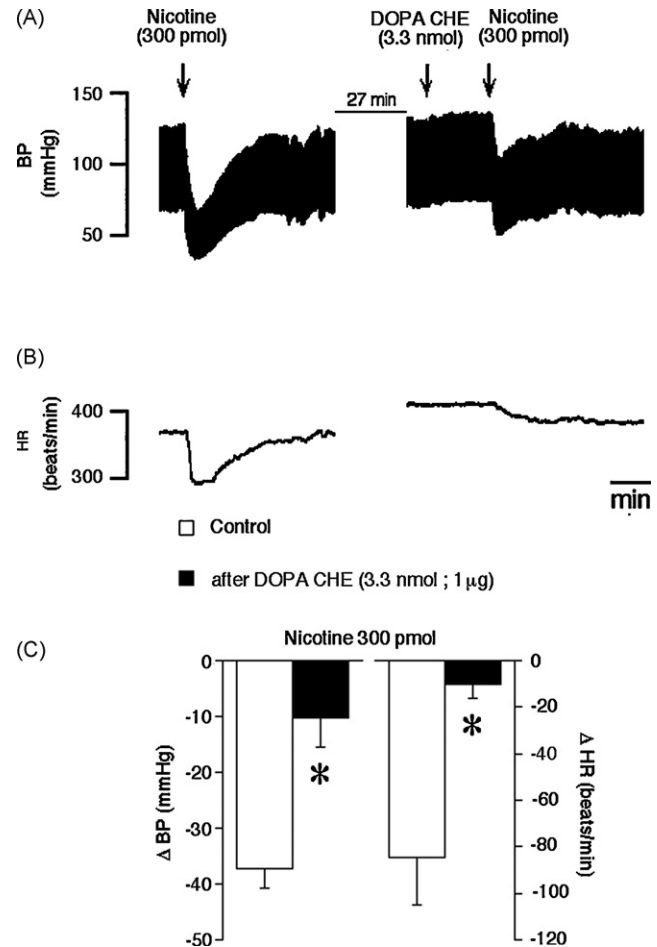 (A)
Nicotine
(300 pmol)
DOPA CHE
(3.3 nmol)
Nicotine
(300 pmol)
27 min
BP
(mmHg)
150
100
50
(B)
HR
(beats/min)
400
300
min
Control
after DOPA CHE (3.3 nmol ; 1μg)
(C)
Nicotine 300 pmol
Δ BP (mmHg)
0
-10
-20
-30
-40
-50
*
*
0
-20
-40
-60
-80
-100
-120
Δ HR (beats/min)